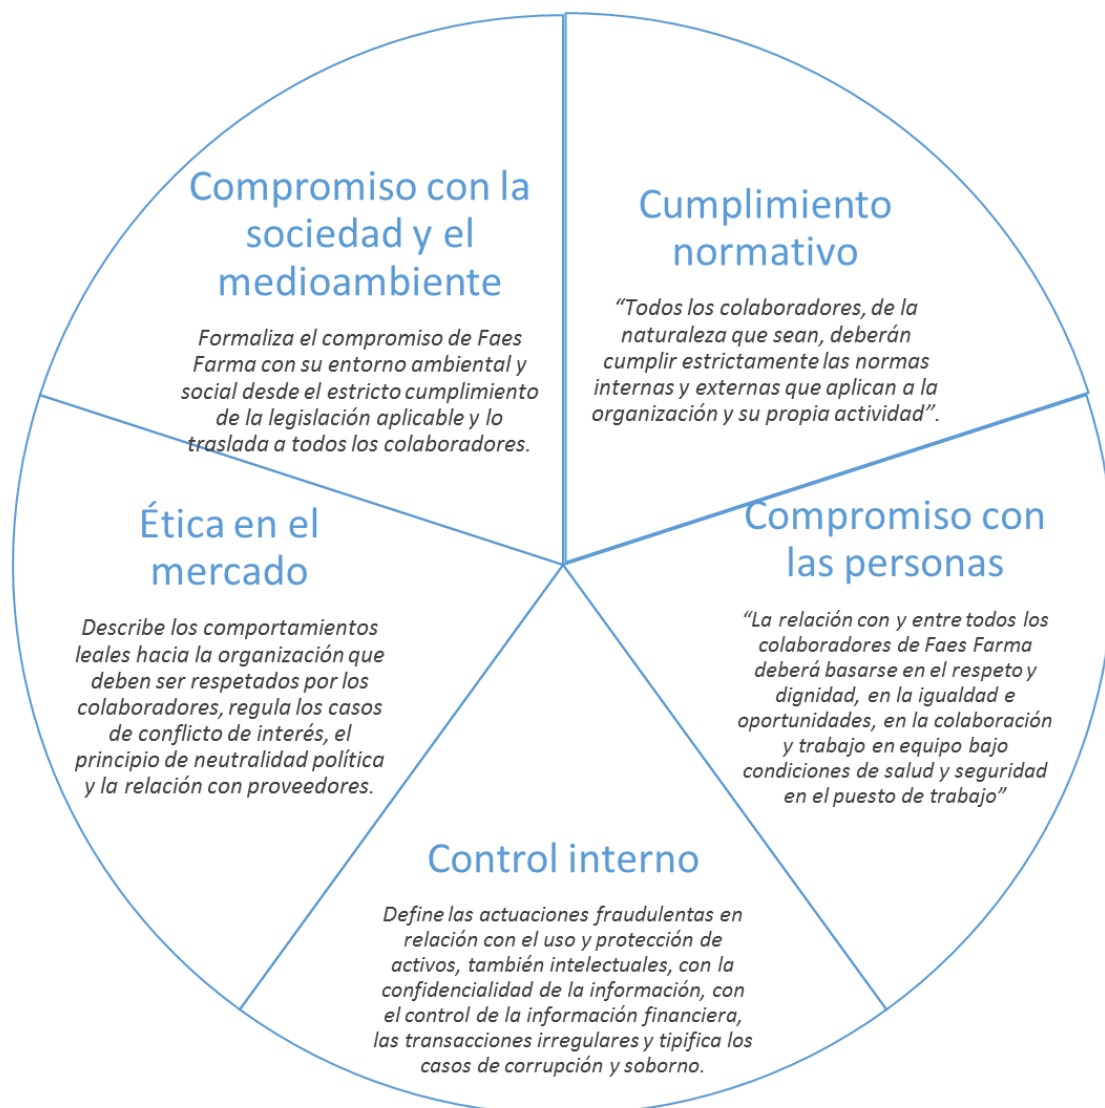 Compromiso con la
sociedad y el
medioambiente
Formaliza el compromiso de Faes
Farma con su entorno ambiental y
social desde el estricto cumplimiento
de la legislación aplicable y lo
traslada a todos los colaboradores.
Cumplimiento
normativo
“Todos los colaboradores, de la
naturaleza que sean, deberán
cumplir estrictamente las normas
internas y externas que aplican a la
organización y su propia actividad”.
Compromiso con
las personas
“La relación con y entre todos los
colaboradores de Faes Farma
deberá basarse en el respeto y
dignidad, en la igualdad e
oportunidades, en la colaboración
y trabajo en equipo bajo
condiciones de salud y seguridad
en el puesto de trabajo”
Control interno
Define las actuaciones fraudulentas en
relación con el uso y protección de
activos, también intelectuales, con la
confidencialidad de la información, con
el control de la información financiera,
las transacciones irregulares y tipifica los
casos de corrupción y soborno.
Ética en el
mercado
Describe los comportamientos
leales hacia la organización que
deben ser respetados por los
colaboradores, regula los casos
de conflicto de interés, el
principio de neutralidad política
y la relación con proveedores.